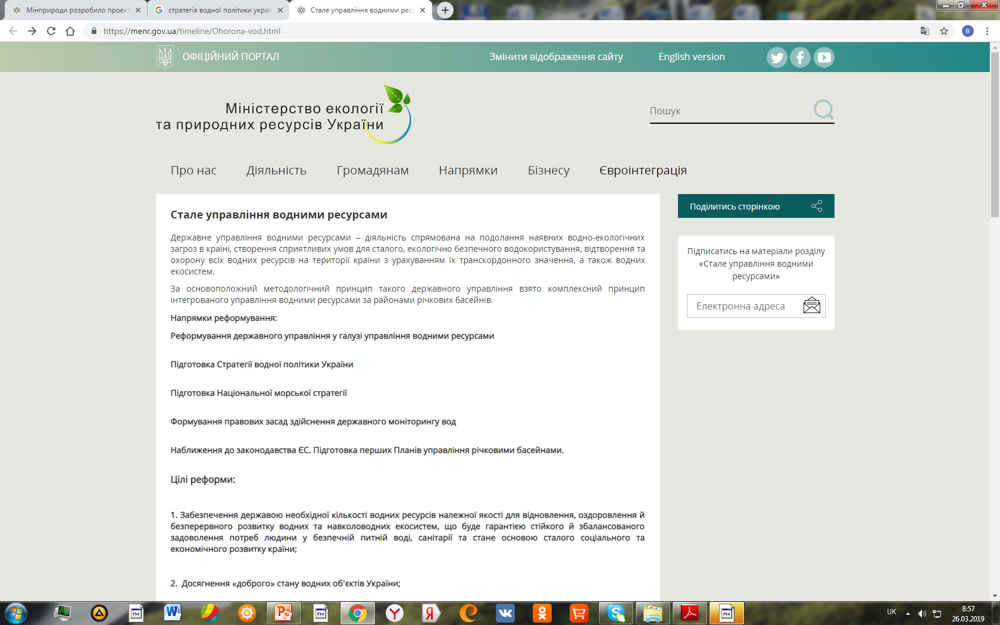 Мінприроди розробило проект
стратегія водної політики украї
Стале управління водними рес
https://menr.gov.ua/timeline/Ohorona-vod.html
B
ОФІЦІЙНИЙ ПОРТАЛ
Змінити відображення сайту
English version
Міністерство екології
та природних ресурсів України
Пошук
Про нас
Діяльність
Громадянам
Напрямки
Бізнесу
Євроінтеграція
Стале управління водними ресурсами
Державне управління водними ресурсами – діяльність спрямована на подолання наявних водно-екологічних
загроз в країні, створення сприятливих умов для сталого, екологічно безпечного водокористування, відтворення та
охорону всіх водних ресурсів на території країни з урахуванням їх транскордонного значення, а також водних
екосистем.
За основоположний методологічний принцип такого державного управління взято комплексний принцип
інтегрованого управління водними ресурсами за районами річкових басейнів.
Напрямки реформування:
Реформування державного управління у галузі управління водними ресурсами
Підготовка Стратегії водної політики України
Підготовка Національної морської стратегії
Формування правових засад здійснення державного моніторингу вод
Наближення до законодавства ЄС. Підготовка перших Планів управління річковими басейнами.
Цілі реформи:
1. Забезпечення державою необхідної кількості водних ресурсів належної якості для відновлення, оздоровлення й
безперервного розвитку водних та навколоводних екосистем, що буде гарантією стійкого й збалансованого
задоволення потреб людини у безпечній питній воді, санітарії та стане основою сталого соціального та
економічного розвитку країни;
2. Досягнення «доброго» стану водних об’єктів України;
Поділитись сторінкою
Підписатись на матеріали розділу
«Стале управління водними
ресурсами»
Електронна адреса
UK
8:57
26.03.2019